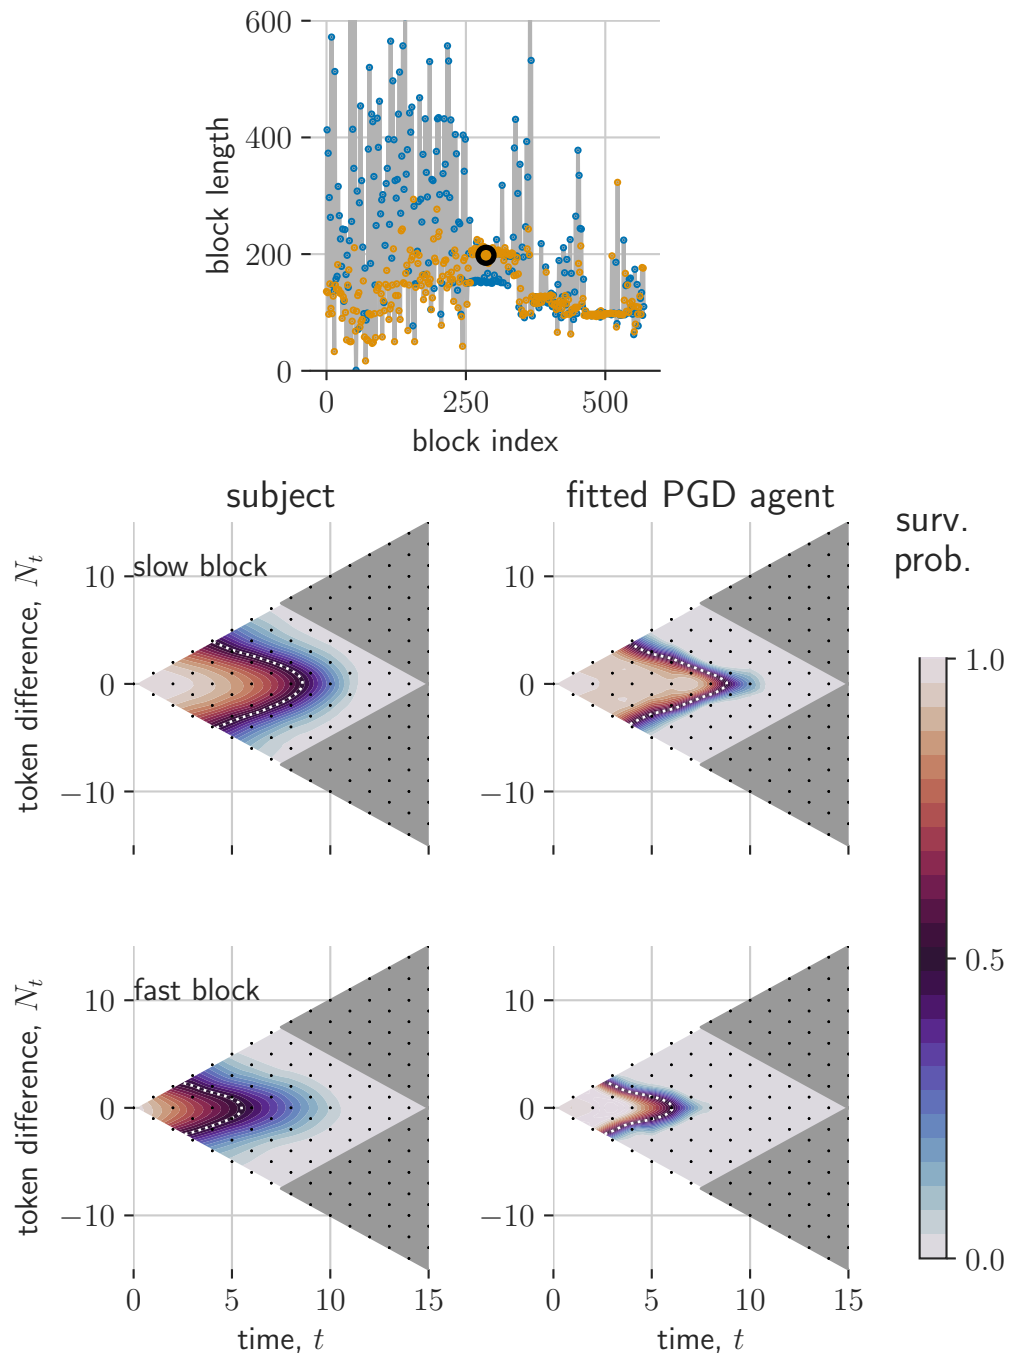 600
400
200
0
block length
0 250 500
block index
subject
fitted PGD agent
surv.
prob.
slow block
10
0
−10
token difference, N_t
10
0
−10
1.0
0.5
0.0
fast block
10
0
−10
token difference, N_t
0 5 10 15
time, t
10
0
−10
0 5 10 15
time, t